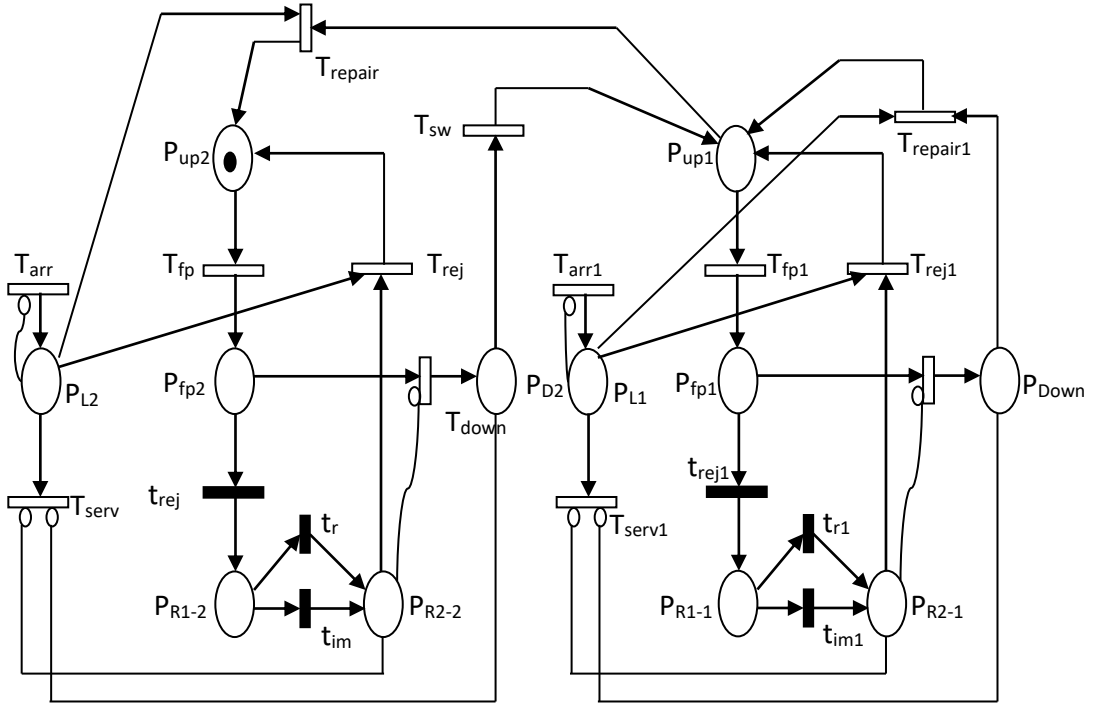 Trepair
Tsw
Pup2
Pup1
Trepair1
Tarr
Tfp
Trej
Tarr1
Tfp1
Trej1
PL2
Pfp2
PD2
PL1
Pfp1
PDown
Tdown
trej
trej1
Tserv
tr
Tserv1
tr1
PR1-2
PR2-2
PR1-1
PR2-1
tim
tim1